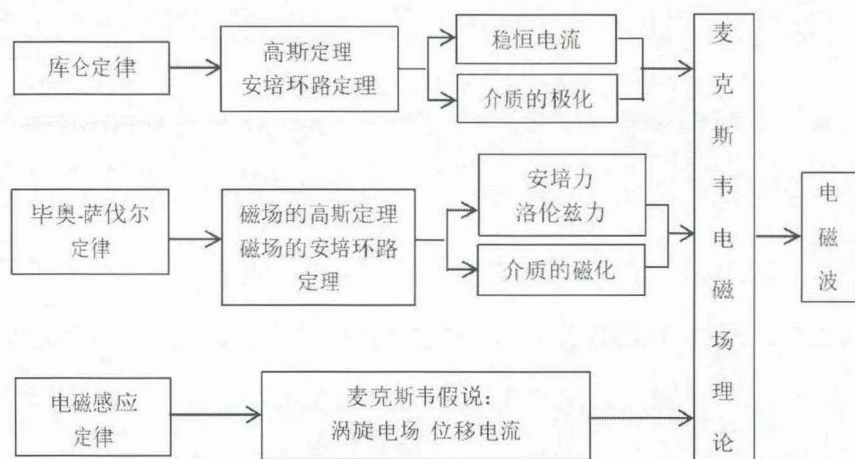 库仑定律
高斯定理
安培环路定理
稳恒电流
介质的极化
毕奥-萨伐尔
定律
磁场的高斯定理
磁场的安培环路
定理
安培力
洛伦兹力
介质的磁化
电磁感应
定律
麦克斯韦假说：
涡旋电场 位移电流
麦克斯韦电磁场理论
电磁波